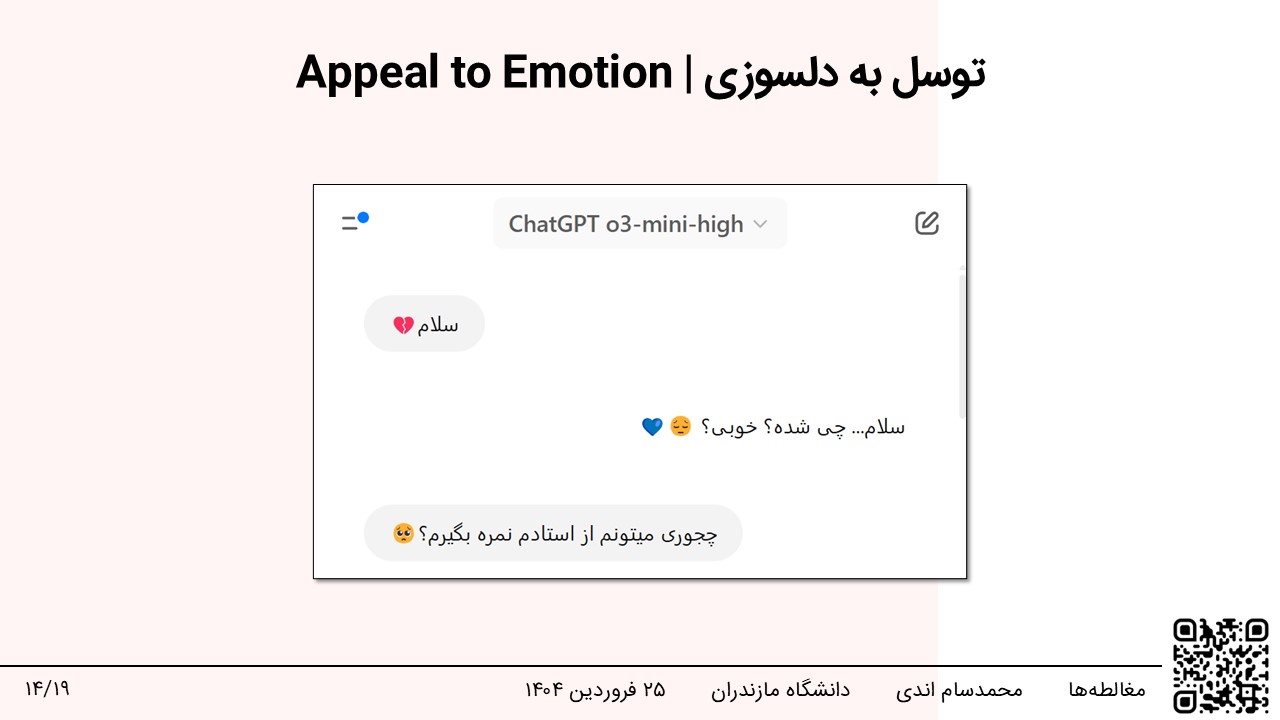 توسل به دلسوزی | Appeal to Emotion
ChatGPT o3-mini-high
سلام💔
سلام... چی شده؟ خوبی؟ 😔💙
چجوری میتونم از استادم نمره بگیرم؟🥺
مغالطه‌ها محمدسام اندی دانشگاه مازندران ۲۵ فروردین ۱۴۰۴ ۱۴/۱۹